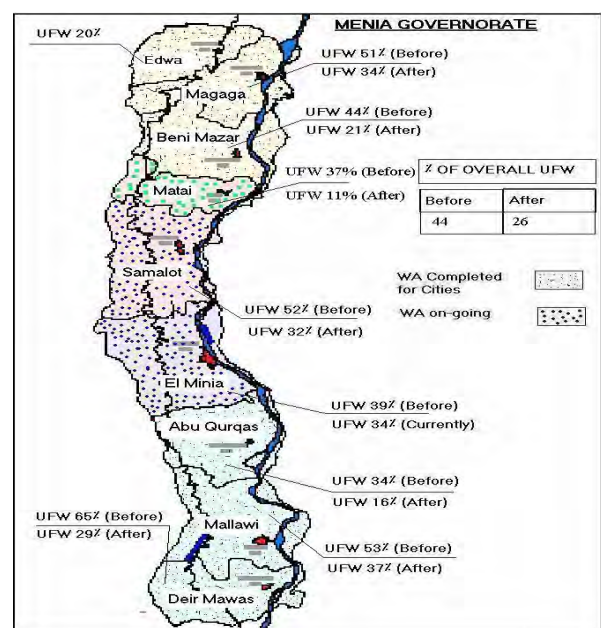 MENIA GOVERNORATE
UFW 20%
Edwa
UFW 51% (Before)
UFW 34% (After)
Magaga
UFW 44% (Before)
UFW 21% (After)
Beni Mazar
UFW 37% (Before)
UFW 11% (After)
% OF OVERALL UFW
Before After
44 26
Matai
Samalot
WA Completed
for Cities
WA on-going
UFW 52% (Before)
UFW 32% (After)
El Minia
UFW 39% (Before)
UFW 34% (Currently)
Abu Qurqas
UFW 34% (Before)
UFW 16% (After)
UFW 65% (Before)
UFW 29% (After)
Mallawi
UFW 53% (Before)
UFW 37% (After)
Deir Mawas